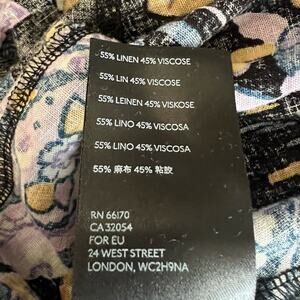 55% LINEN 45% VISCOSE
55% LIN 45% VISCOSE
55% LEINEN 45% VISKOSE
55% LINO 45% VISCOSA
55% LINO 45% VISCOSA
55% 麻布 45% 粘胶
RN 66170
CA 32054
FOR EU
24 WEST STREET
LONDON, WC2H9NA